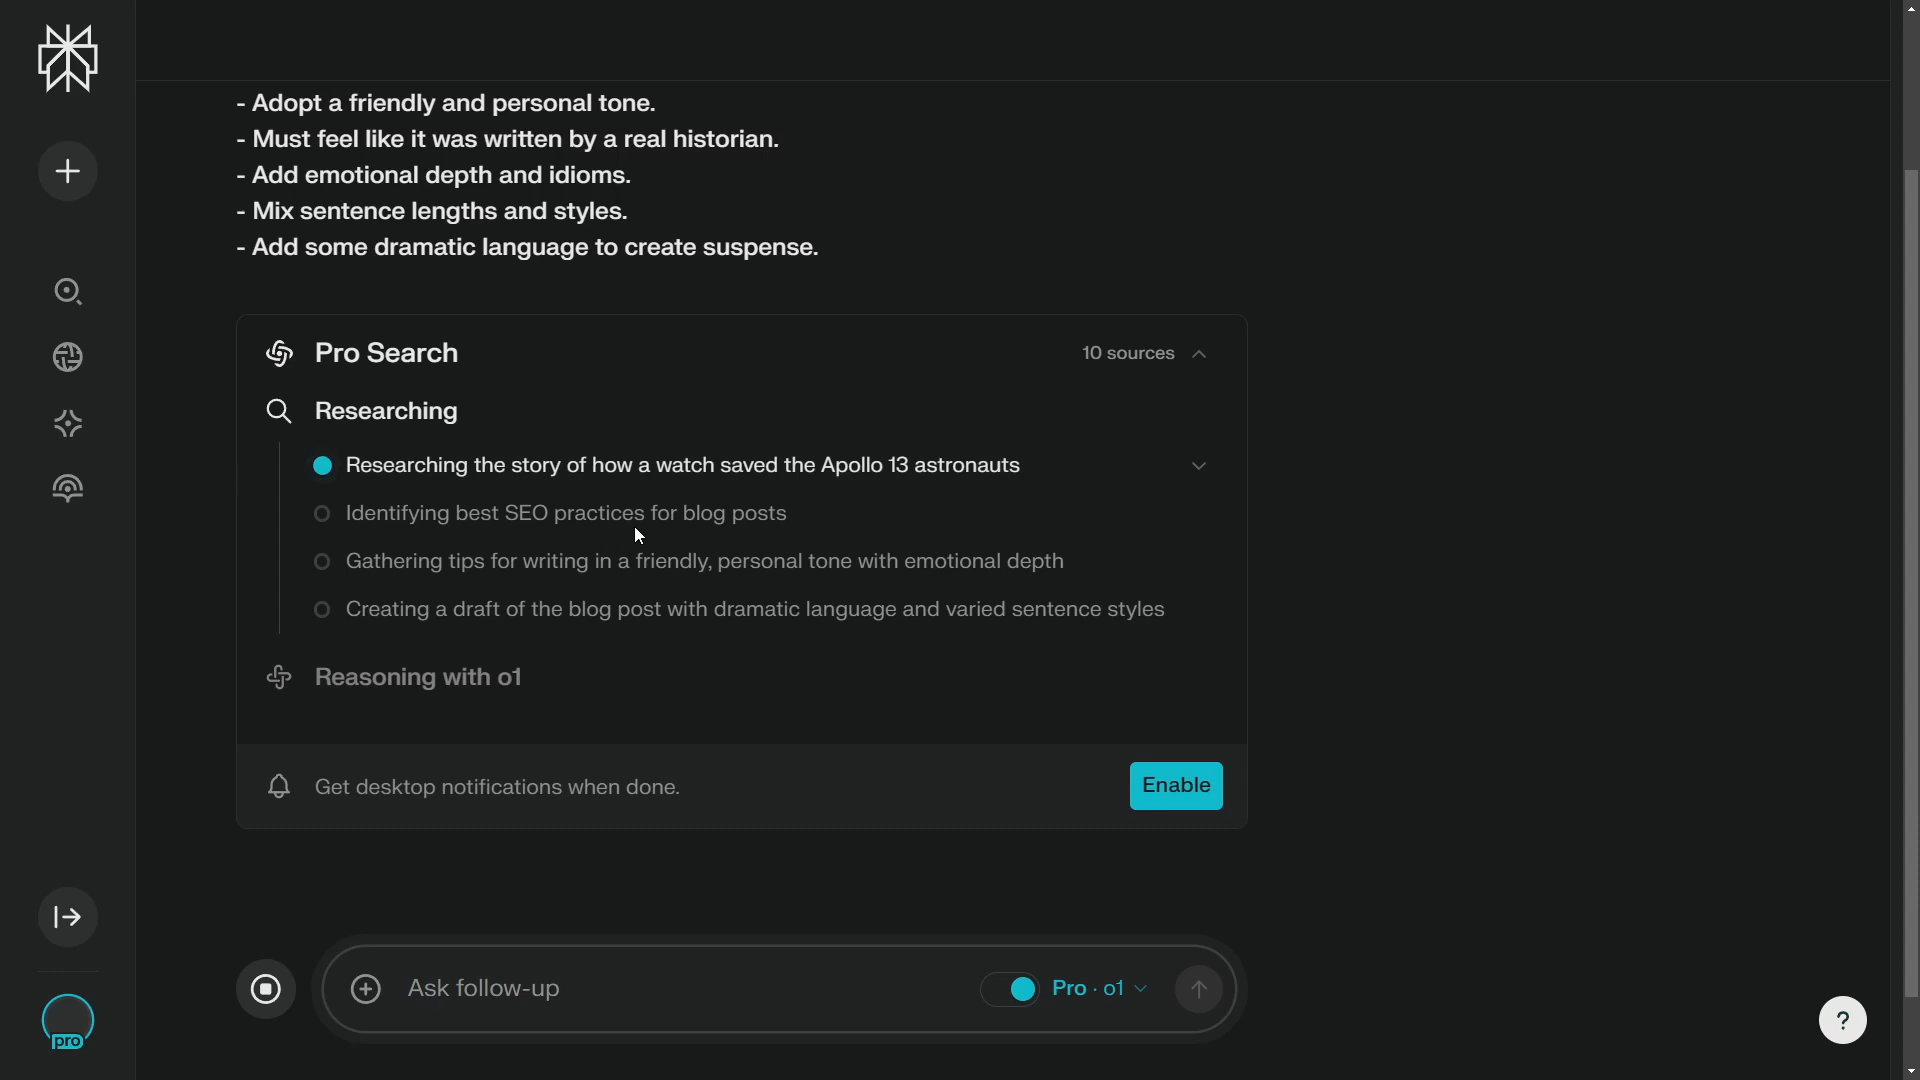 - Adopt a friendly and personal tone.
- Must feel like it was written by a real historian.
- Add emotional depth and idioms.
- Mix sentence lengths and styles.
- Add some dramatic language to create suspense.
Pro Search
10 sources
Researching
Researching the story of how a watch saved the Apollo 13 astronauts
Identifying best SEO practices for blog posts
Gathering tips for writing in a friendly, personal tone with emotional depth
Creating a draft of the blog post with dramatic language and varied sentence styles
Reasoning with o1
Get desktop notifications when done.
Enable
Ask follow-up
Pro · o1
pro
?